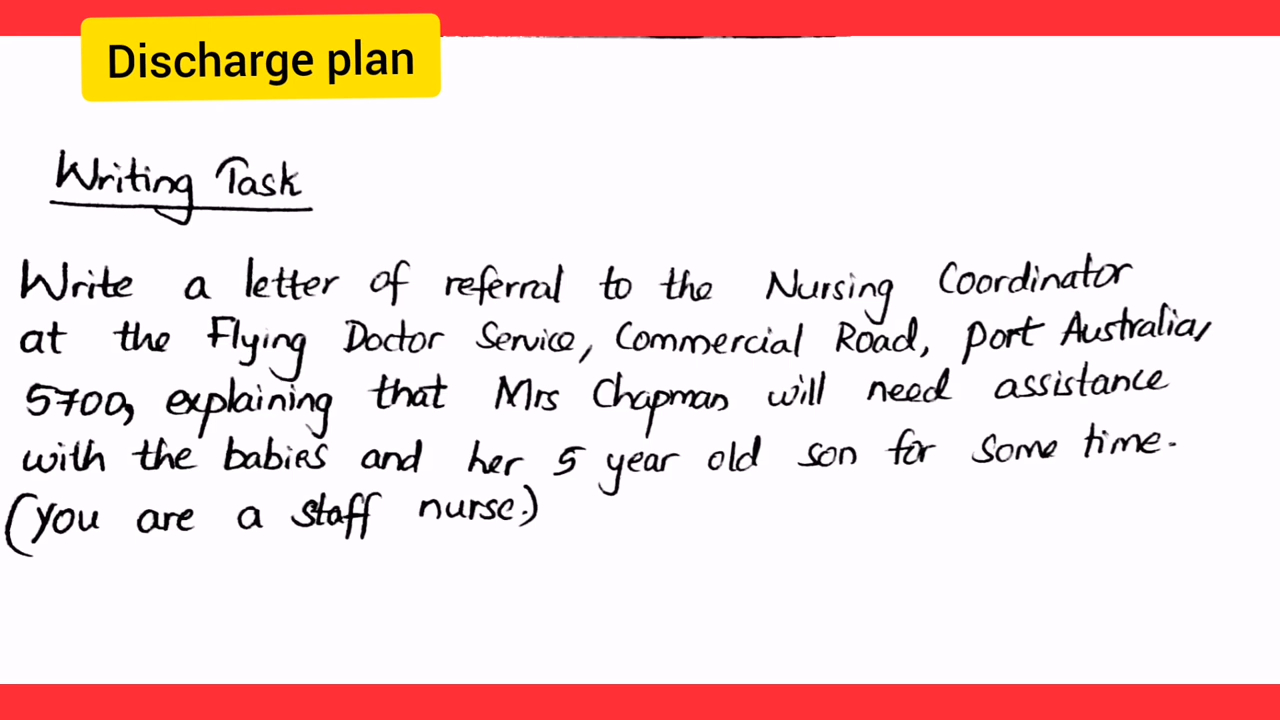 Discharge plan
Writing Task
Write a letter of referral to the Nursing Coordinator
at the Flying Doctor Service, Commercial Road, Port Australia,
5700, explaining that Mrs Chapman will need assistance
with the babies and her 5 year old son for some time.
(you are a staff nurse.)